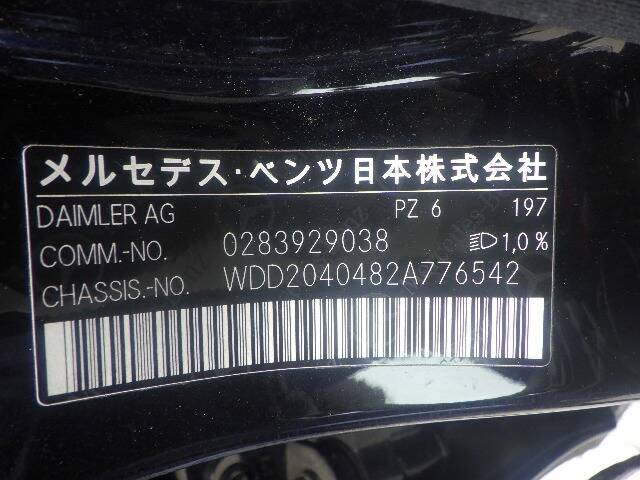 メルセデス・ベンツ日本株式会社
DAIMLER AG PZ 6 197
COMM.-NO. 0283929038 1,0%
CHASSIS.-NO. WDD2040482A776542